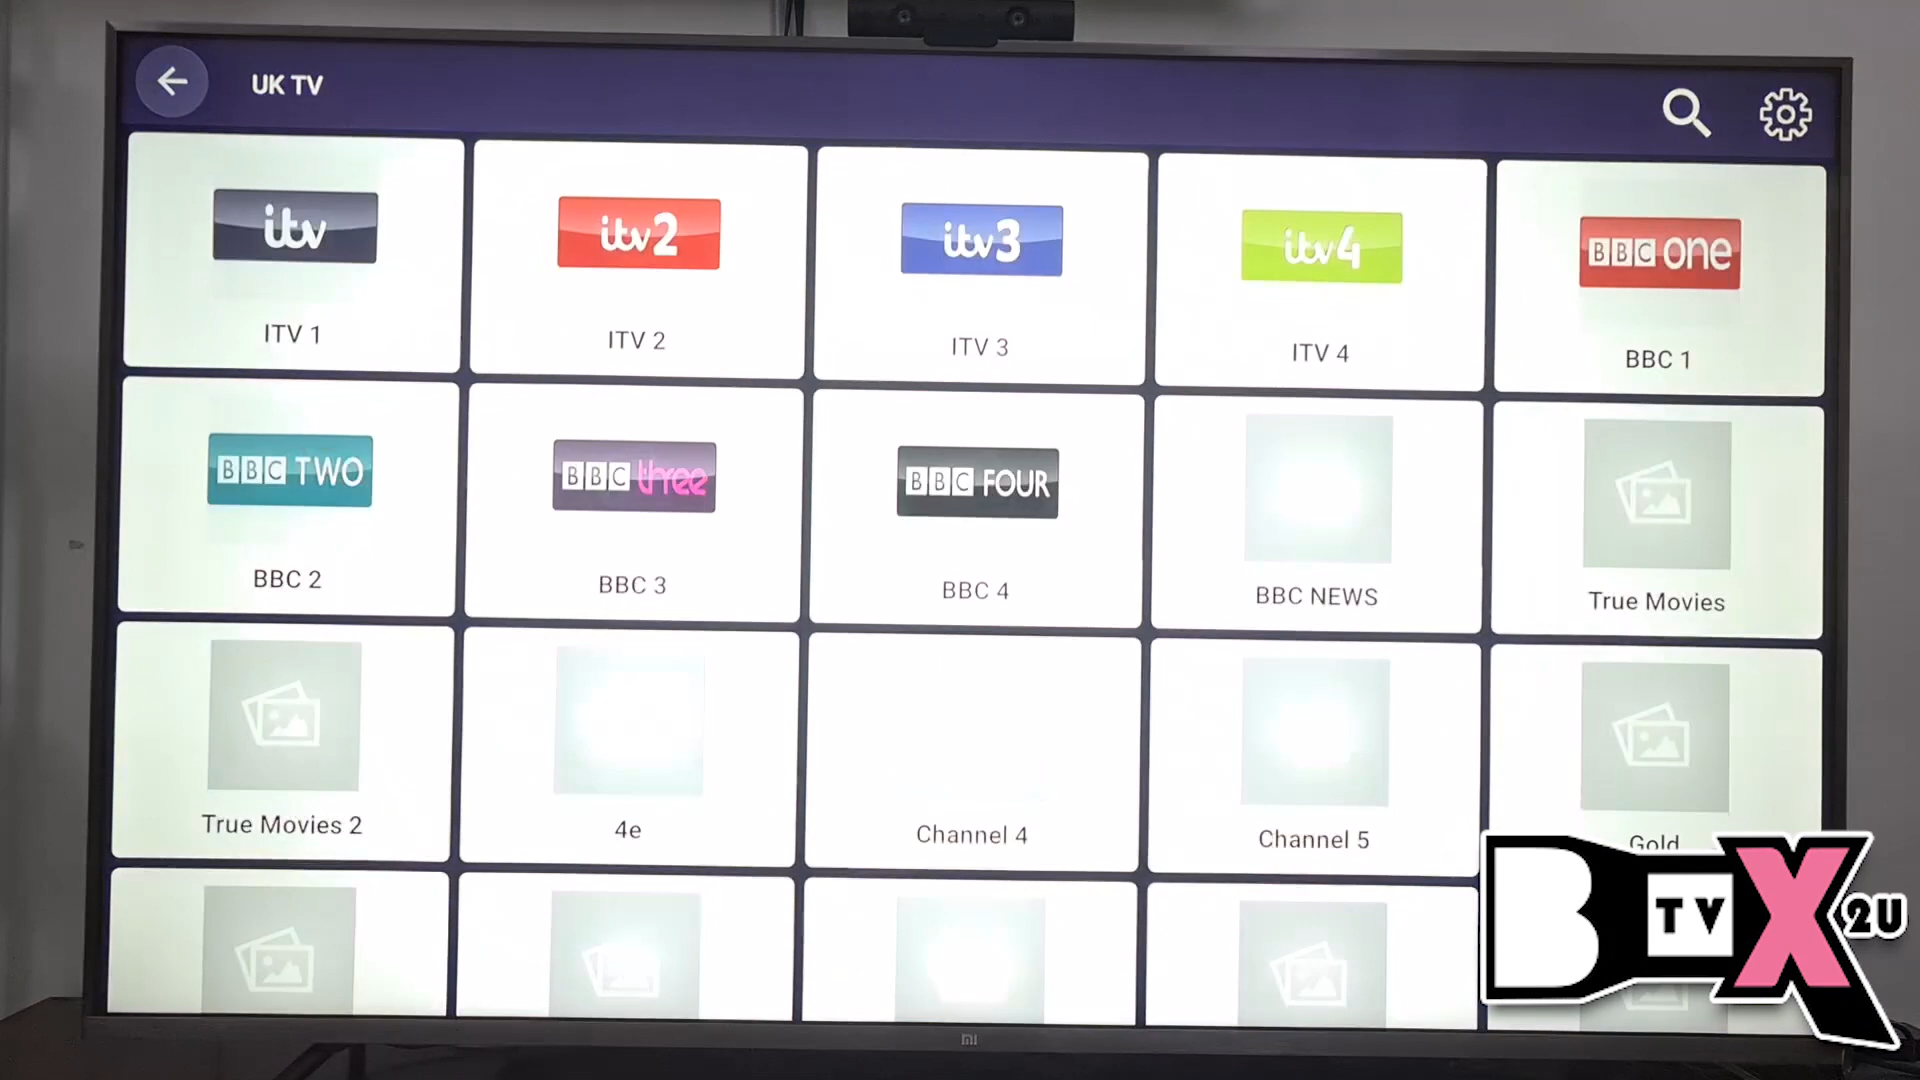 UK TV
itv
itv2
itv3
itv4
BBC one
ITV 1
ITV 2
ITV 3
ITV 4
BBC 1
BBC TWO
BBC three
BBC FOUR
BBC 2
BBC 3
BBC 4
BBC NEWS
True Movies
True Movies 2
4e
Channel 4
Channel 5
Gold
B TV X 2U
mi